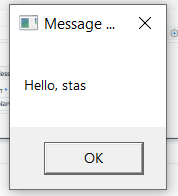 Message ...
Hello, stas
OK